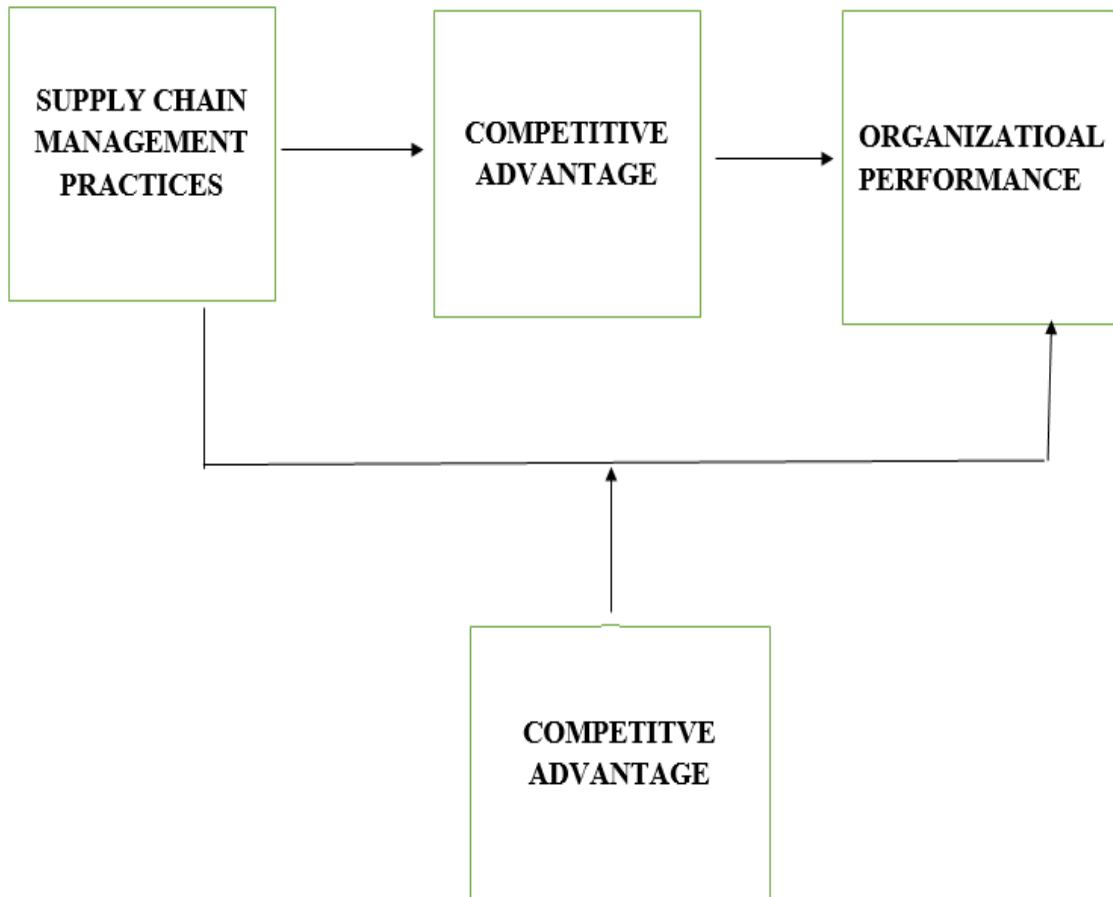 SUPPLY CHAIN
MANAGEMENT
PRACTICES
COMPETITIVE
ADVANTAGE
ORGANIZATIOAL
PERFORMANCE
COMPETITVE
ADVANTAGE